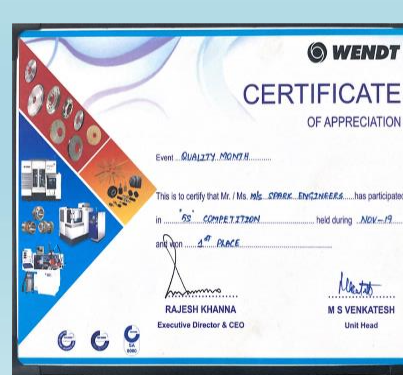 WENDT
CERTIFICATE
OF APPRECIATION
Event QUALITY MONTH
This is to certify that Mr. / Ms. M/s SPARK ENGINEERS has participated
in "5S" COMPETITION held during NOV-19
and won 1ST PLACE
RAJESH KHANNA
Executive Director & CEO
M S VENKATESH
Unit Head